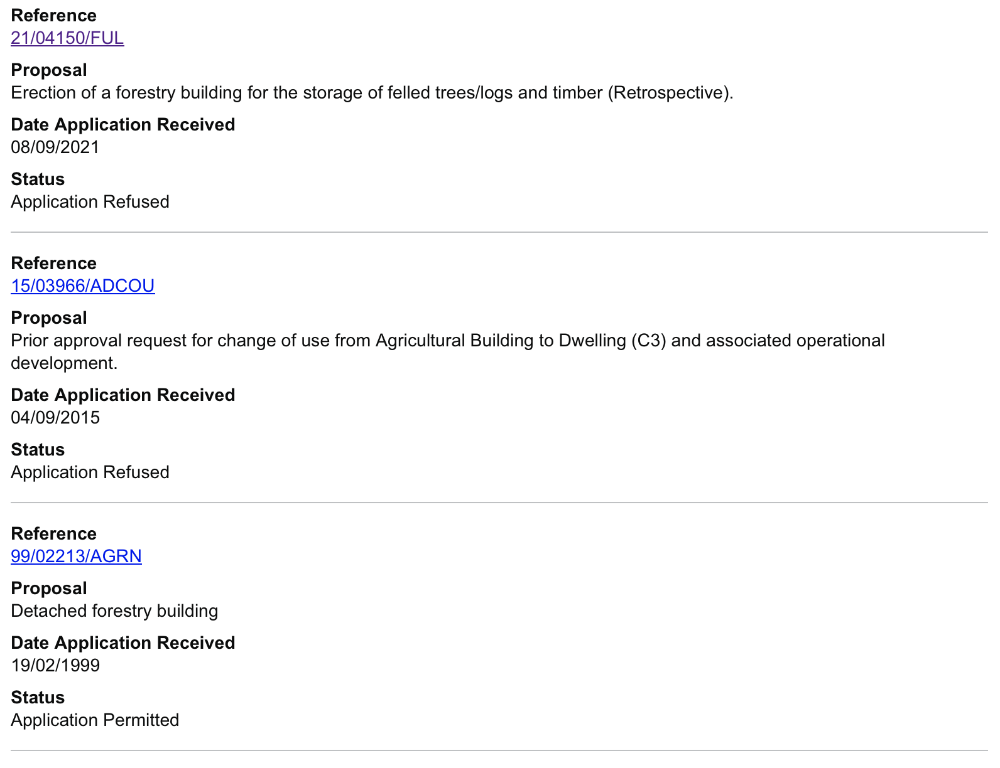 Reference
21/04150/FUL
Proposal
Erection of a forestry building for the storage of felled trees/logs and timber (Retrospective).
Date Application Received
08/09/2021
Status
Application Refused
Reference
15/03966/ADCOU
Proposal
Prior approval request for change of use from Agricultural Building to Dwelling (C3) and associated operational
development.
Date Application Received
04/09/2015
Status
Application Refused
Reference
99/02213/AGRN
Proposal
Detached forestry building
Date Application Received
19/02/1999
Status
Application Permitted